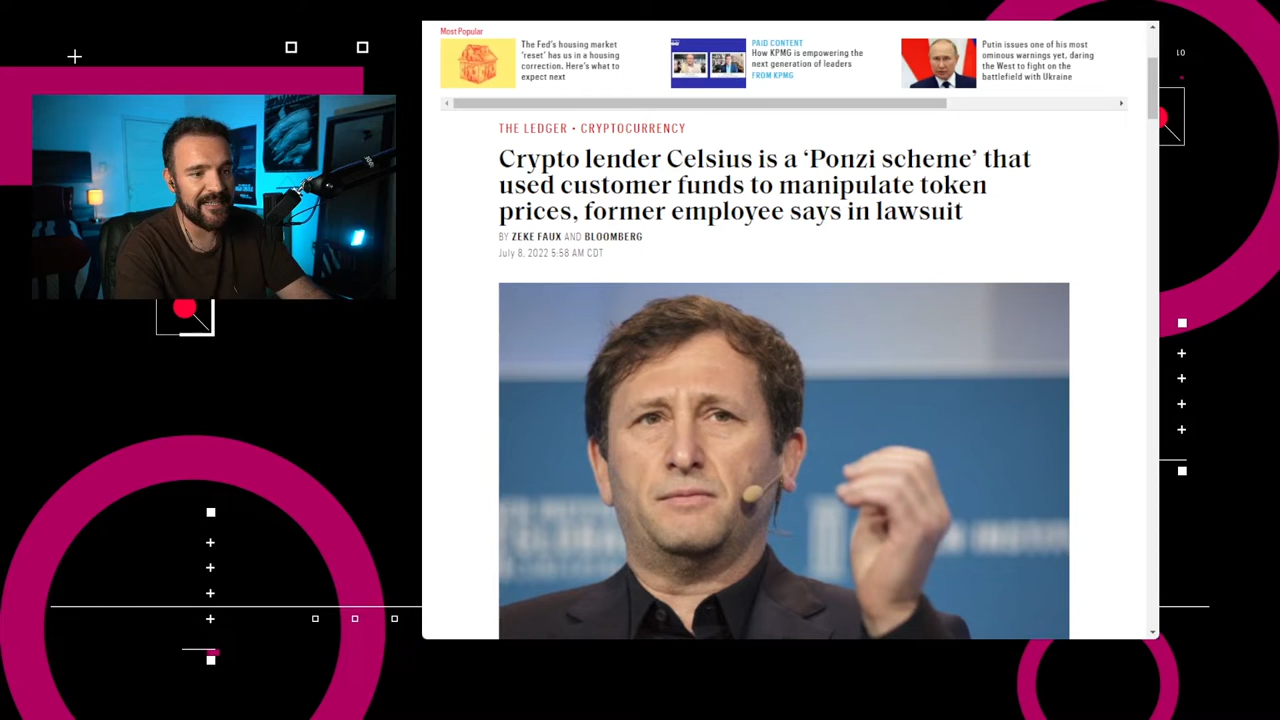 Most Popular
The Fed's housing market
'reset' has us in a housing
correction. Here's what to
expect next
PAID CONTENT
How KPMG is empowering the
next generation of leaders
FROM KPMG
Putin issues one of his most
ominous warnings yet, daring
the West to fight on the
battlefield with Ukraine
10
THE LEDGER • CRYPTOCURRENCY
Crypto lender Celsius is a ‘Ponzi scheme’ that
used customer funds to manipulate token
prices, former employee says in lawsuit
BY ZEKE FAUX AND BLOOMBERG
July 8, 2022 5:58 AM CDT